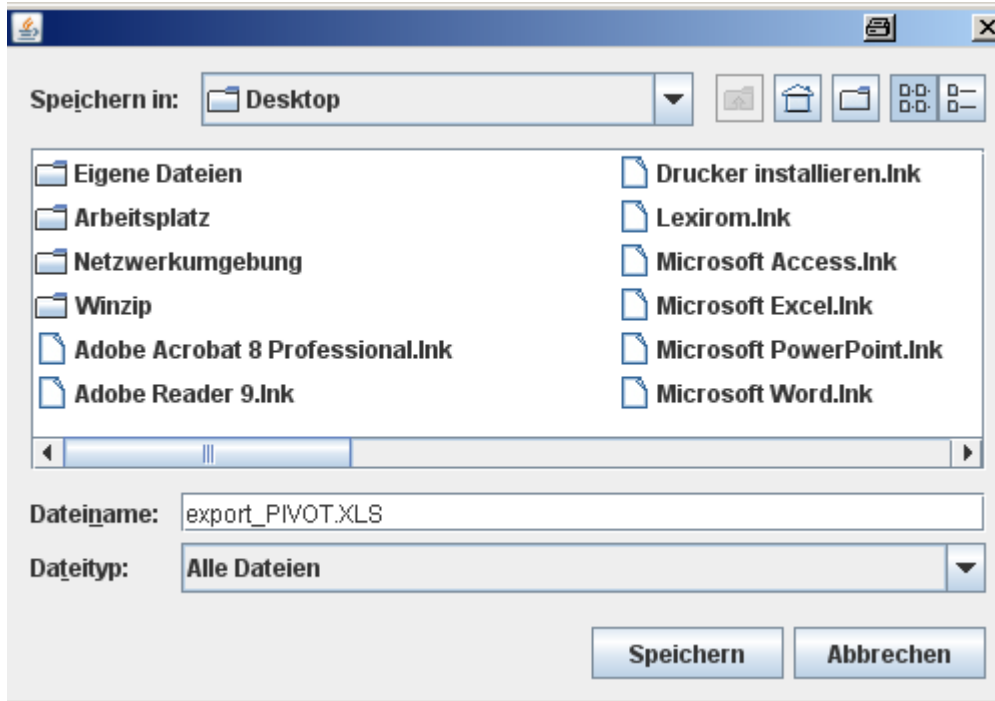 Speichern in: Desktop
Eigene Dateien
Arbeitsplatz
Netzwerkumgebung
Winzip
Adobe Acrobat 8 Professional.lnk
Adobe Reader 9.lnk
Drucker installieren.lnk
Lexirom.lnk
Microsoft Access.lnk
Microsoft Excel.lnk
Microsoft PowerPoint.lnk
Microsoft Word.lnk
Dateiname: export_PIVOT.XLS
Dateityp: Alle Dateien
Speichern Abbrechen